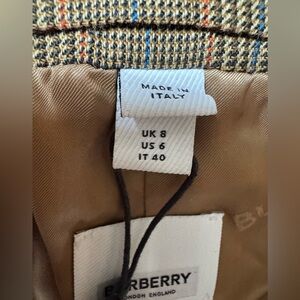 MADE IN
ITALY
UK 8
US 6
IT 40
BURBERRY
LONDON ENGLAND